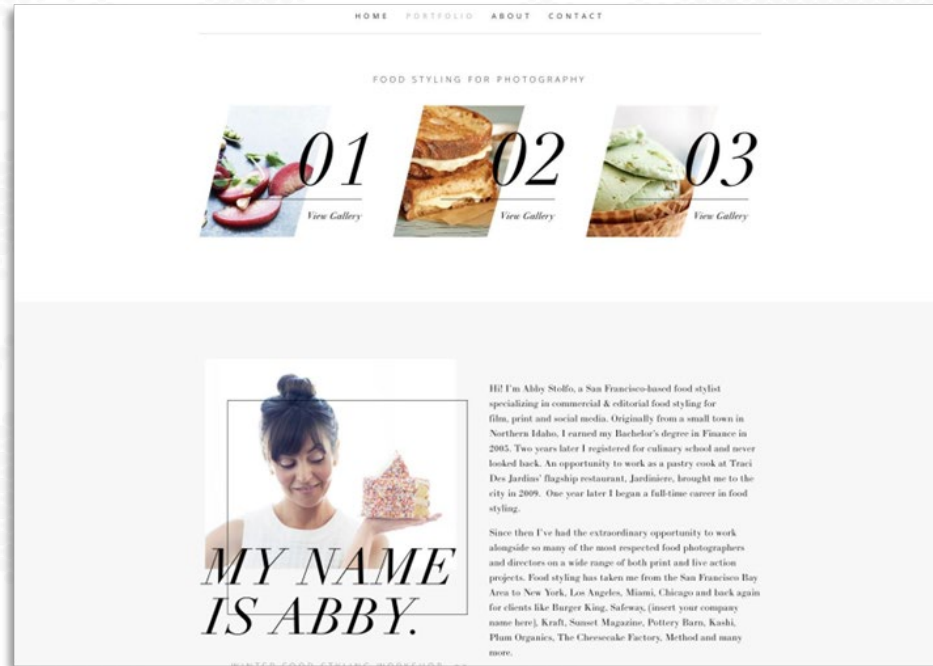 HOME PORTFOLIO ABOUT CONTACT
FOOD STYLING FOR PHOTOGRAPHY
01
View Gallery
02
View Gallery
03
View Gallery
MY NAME
IS ABBY.
Hi! I'm Abby Stolfo, a San Francisco-based food stylist
specializing in commercial & editorial food styling for
film, print and social media. Originally from a small town in
Northern Idaho, I earned my Bachelor's degree in Finance in
2005. Two years later I registered for culinary school and never
looked back. An opportunity to work as a pastry cook at Traci
Des Jardins' flagship restaurant, Jardiniere, brought me to the
city in 2009. One year later I began a full-time career in food
styling.
Since then I've had the extraordinary opportunity to work
alongside so many of the most respected food photographers
and directors on a wide range of both print and live action
projects. Food styling has taken me from the San Francisco Bay
Area to New York, Los Angeles, Miami, Chicago and back again
for clients like Burger King, Safeway, (insert your company
name here), Kraft, Sunset Magazine, Pottery Barn, Kashi,
Plum Organics, The Cheesecake Factory, Method and many
more.
WINTER FOOD STYLING WORKSHOP